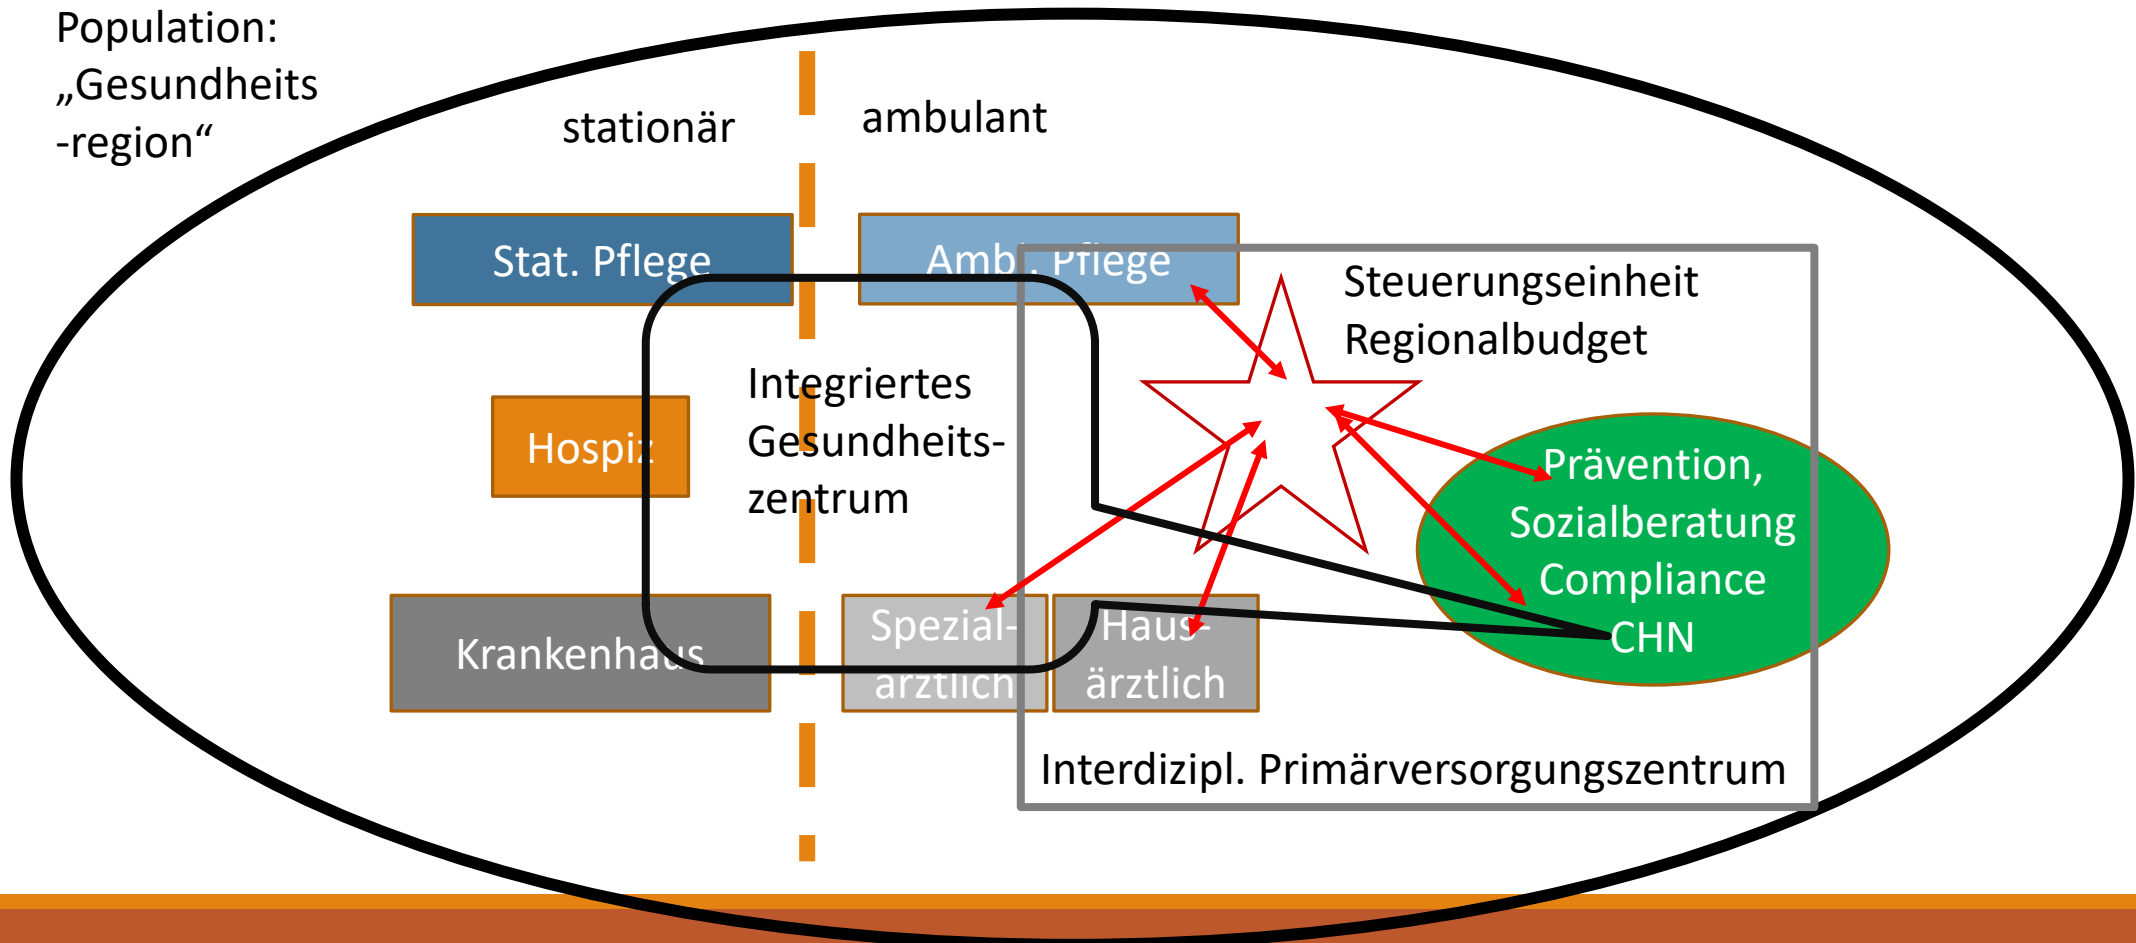 Population:
„Gesundheits
-region“
stationär
ambulant
Stat. Pflege
Amb. Pflege
Steuerungseinheit
Regionalbudget
Integriertes
Gesundheits-
zentrum
Hospiz
Prävention,
Sozialberatung
Compliance
CHN
Krankenhaus
Spezial-
ärztlich
Haus-
ärztlich
Interdizipl. Primärversorgungszentrum